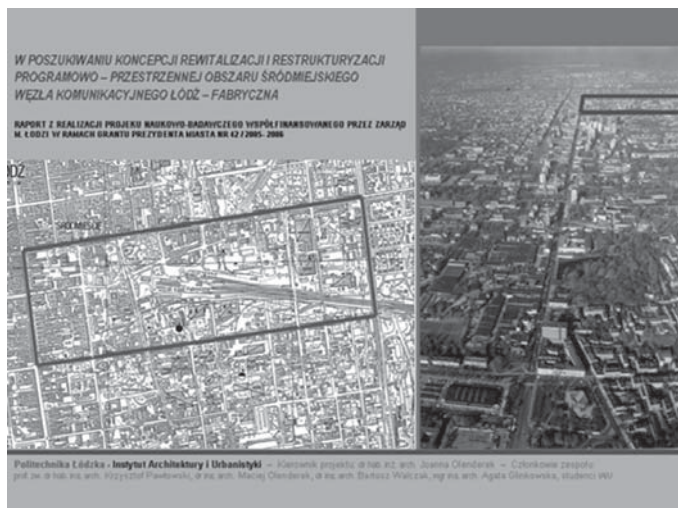 W POSZUKIWANIU KONCEPCJI REWITALIZACJI I RESTRUKTURYZACJI
PROGRAMOWO – PRZESTRZENNEJ OBSZARU ŚRÓDMIEJSKIEGO
WĘZŁA KOMUNIKACYJNEGO ŁÓDŹ – FABRYCZNA
RAPORT Z REALIZACJI PROJEKU NAUKOWO-BADAWCZEGO WSPÓŁFINANSOWANEGO PRZEZ ZARZĄD
M. ŁODZI W RAMACH GRANTU PREZYDENTA MIASTA NR 42 / 2005- 2006
ŚRÓDMIEŚCIE
Politechnika Łódzka - Instytut Architektury i Urbanistyki – Kierownik projektu: dr hab. inż. arch. Joanna Olenderek – Członkowie zespołu:
prof. zw. dr hab. inż. arch. Krzysztof Pawłowski, dr inż. arch. Maciej Olenderek, dr inż. arch. Bartosz Walczak, mgr inż. arch. Agata Glinkowska, studenci